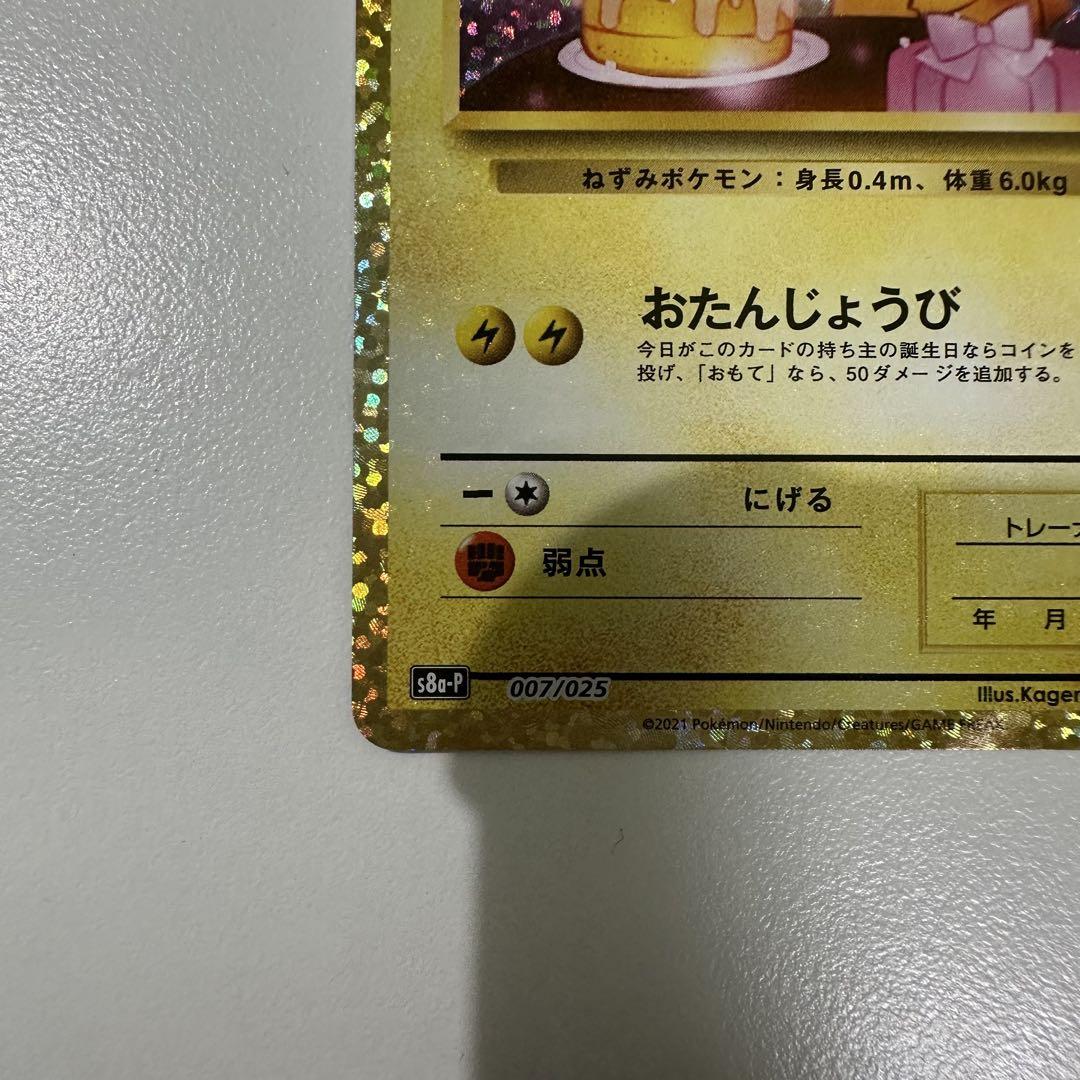 ねずみポケモン：身長0.4m、体重6.0kg
おたんじょうび
今日がこのカードの持ち主の誕生日ならコインを
投げ、「おもて」なら、50ダメージを追加する。
にげる
弱点
トレーナ
年 月
s8a-P 007/025
Illus.Kagem
©2021 Pokémon/Nintendo/Creatures/GAME FREAK